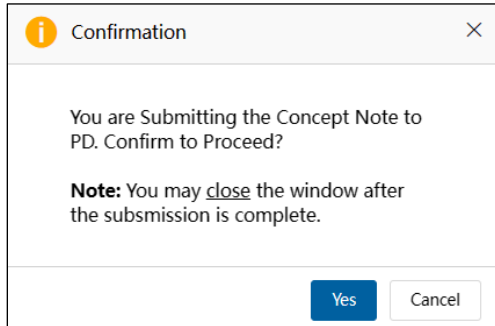 Confirmation
You are Submitting the Concept Note to
PD. Confirm to Proceed?
Note: You may close the window after
the subsmission is complete.
Yes Cancel